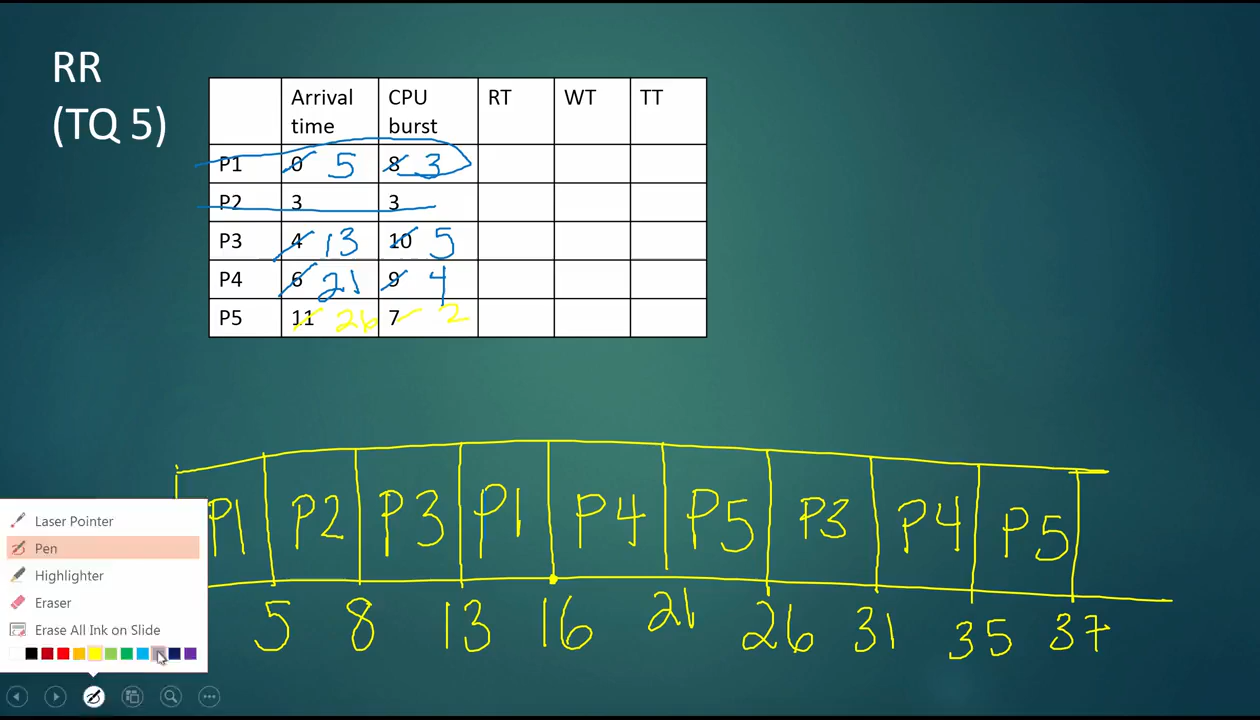 RR
(TQ 5)
Arrival time CPU burst RT WT TT
P1 0 5 8 3
P2 3 3
P3 4 13 10 5
P4 6 21 9 4
P5 11 26 7 2
P1 P2 P3 P1 P4 P5 P3 P4 P5
5 8 13 16 21 26 31 35 37
Laser Pointer
Pen
Highlighter
Eraser
Erase All Ink on Slide